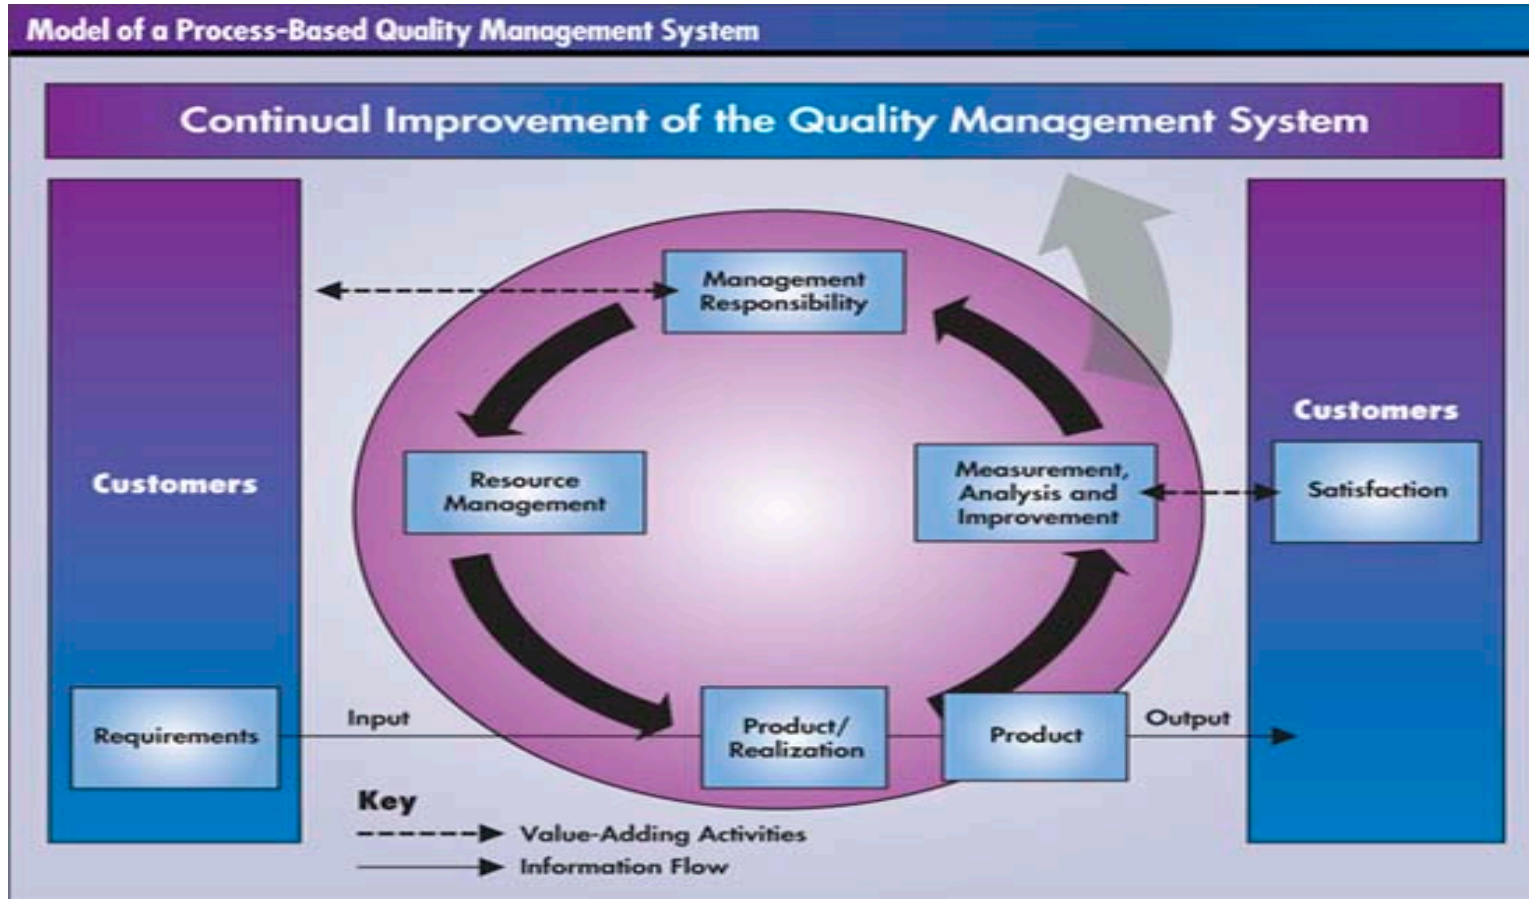 Model of a Process-Based Quality Management System
Continual Improvement of the Quality Management System
Management
Responsibility
Customers
Resource
Management
Measurement,
Analysis and
Improvement
Customers
Satisfaction
Requirements
Input
Product/
Realization
Product
Output
Key
Value-Adding Activities
Information Flow